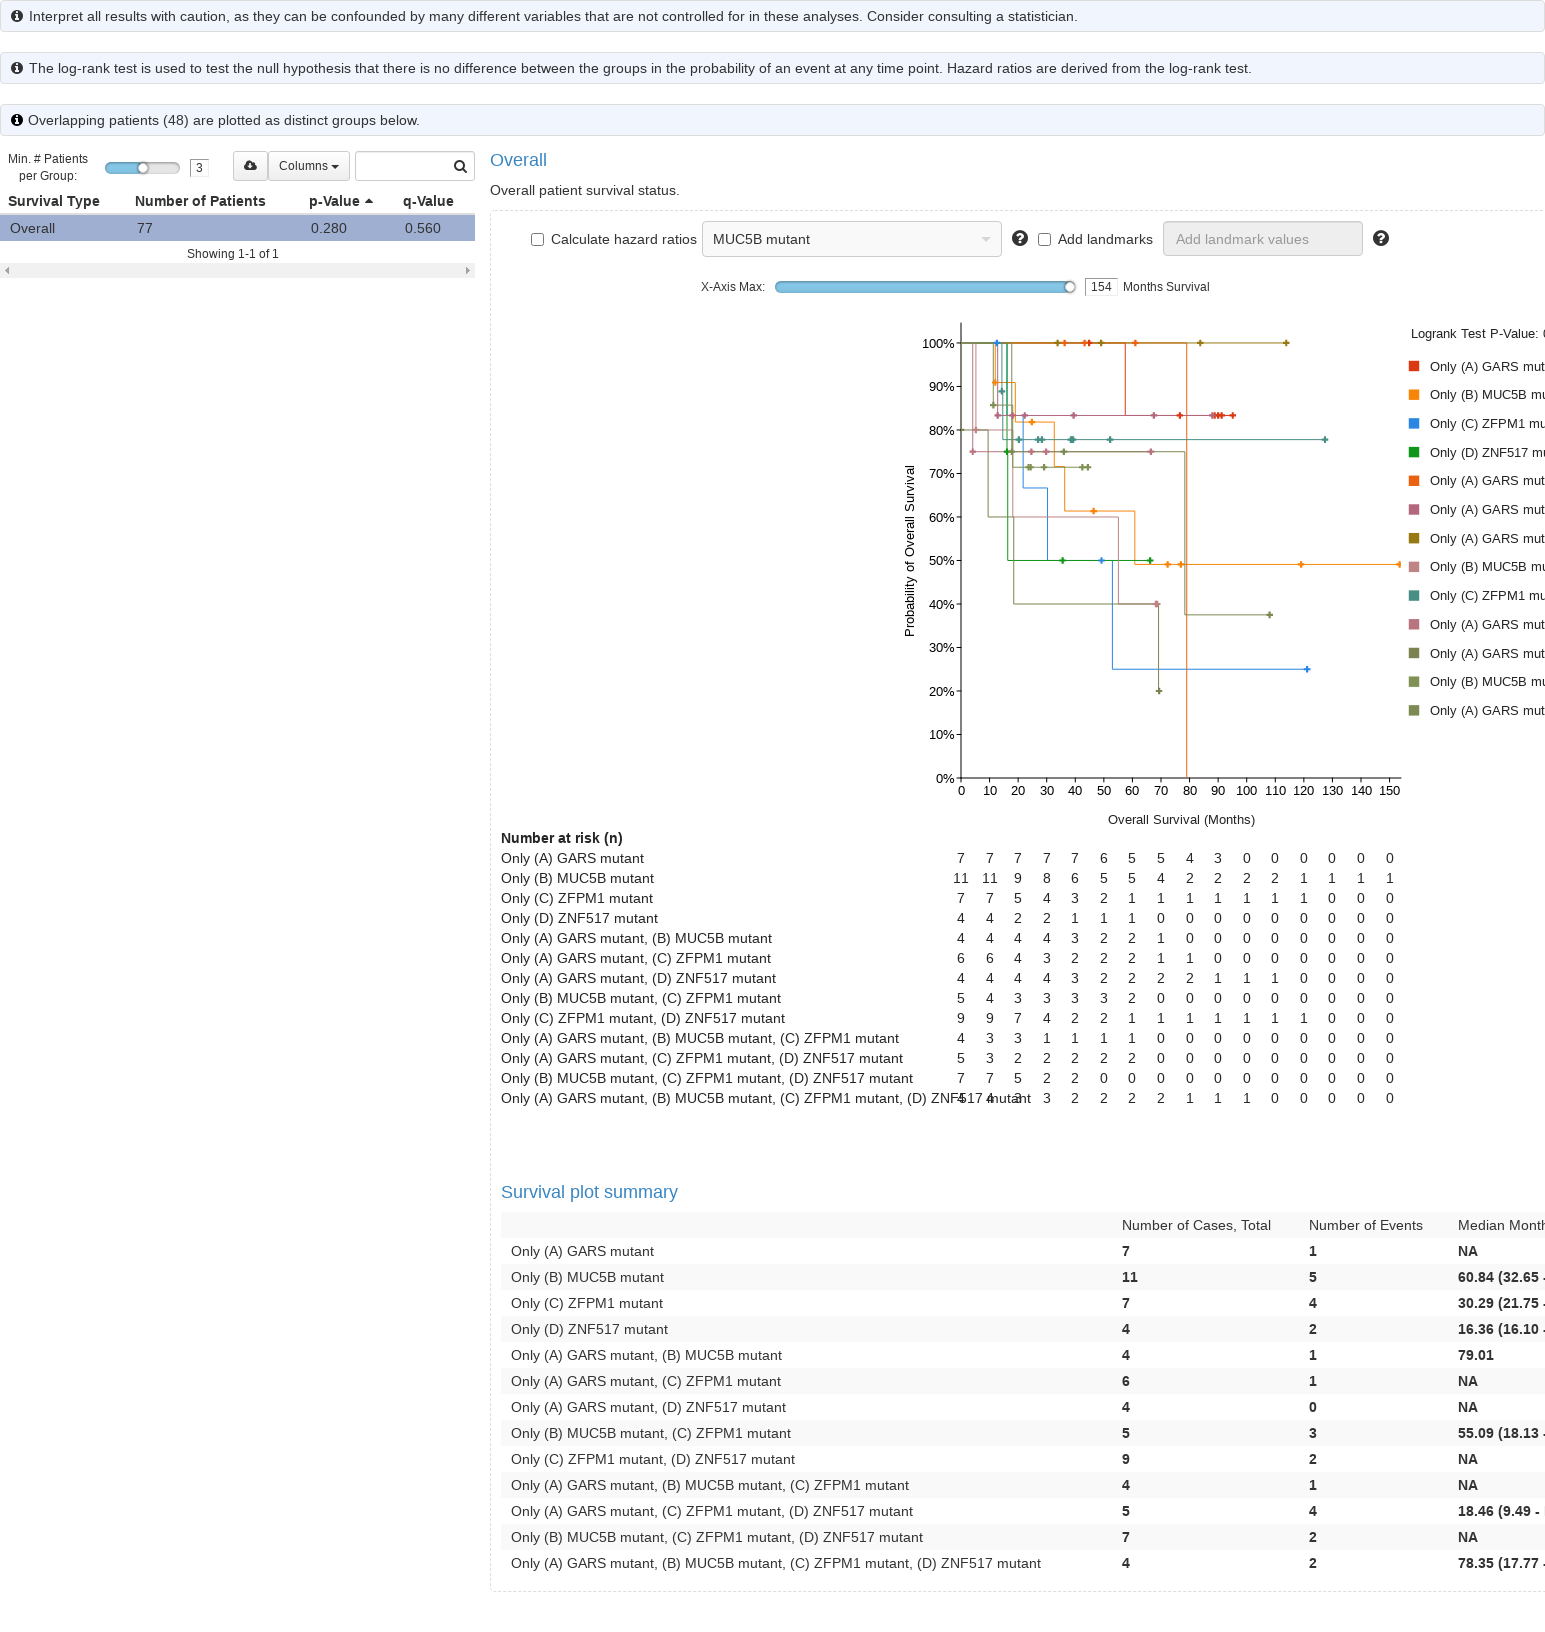 Interpret all results with caution, as they can be confounded by many different variables that are not controlled for in these analyses. Consider consulting a statistician.
The log-rank test is used to test the null hypothesis that there is no difference between the groups in the probability of an event at any time point. Hazard ratios are derived from the log-rank test.
Overlapping patients (48) are plotted as distinct groups below.
Min. # Patients per Group: 3 Columns
Survival Type Number of Patients p-Value q-Value
Overall 77 0.280 0.560
Showing 1-1 of 1
Overall
Overall patient survival status.
Calculate hazard ratios MUC5B mutant Add landmarks Add landmark values
X-Axis Max: 154 Months Survival
Logrank Test P-Value: 0
Only (A) GARS mut
Only (B) MUC5B mu
Only (C) ZFPM1 mu
Only (D) ZNF517 mu
Only (A) GARS mut
Only (A) GARS mut
Only (A) GARS mut
Only (B) MUC5B mu
Only (C) ZFPM1 mu
Only (A) GARS mut
Only (A) GARS mut
Only (B) MUC5B mu
Only (A) GARS mut
Probability of Overall Survival
100%
90%
80%
70%
60%
50%
40%
30%
20%
10%
0%
0 10 20 30 40 50 60 70 80 90 100 110 120 130 140 150
Overall Survival (Months)
Number at risk (n)
Only (A) GARS mutant 7 7 7 7 7 6 5 5 4 3 0 0 0 0 0 0
Only (B) MUC5B mutant 11 11 9 8 6 5 5 4 2 2 2 2 1 1 1 1
Only (C) ZFPM1 mutant 7 7 5 4 3 2 1 1 1 1 1 1 1 0 0 0
Only (D) ZNF517 mutant 4 4 2 2 1 1 1 0 0 0 0 0 0 0 0 0
Only (A) GARS mutant, (B) MUC5B mutant 4 4 4 4 3 2 2 1 0 0 0 0 0 0 0 0
Only (A) GARS mutant, (C) ZFPM1 mutant 6 6 4 3 2 2 2 1 1 0 0 0 0 0 0 0
Only (A) GARS mutant, (D) ZNF517 mutant 4 4 4 4 3 2 2 2 2 1 1 1 0 0 0 0
Only (B) MUC5B mutant, (C) ZFPM1 mutant 5 4 3 3 3 3 2 0 0 0 0 0 0 0 0 0
Only (C) ZFPM1 mutant, (D) ZNF517 mutant 9 9 7 4 2 2 1 1 1 1 1 1 1 0 0 0
Only (A) GARS mutant, (B) MUC5B mutant, (C) ZFPM1 mutant 4 3 3 1 1 1 1 0 0 0 0 0 0 0 0 0
Only (A) GARS mutant, (C) ZFPM1 mutant, (D) ZNF517 mutant 5 3 2 2 2 2 2 0 0 0 0 0 0 0 0 0
Only (B) MUC5B mutant, (C) ZFPM1 mutant, (D) ZNF517 mutant 7 7 5 2 2 0 0 0 0 0 0 0 0 0 0 0
Only (A) GARS mutant, (B) MUC5B mutant, (C) ZFPM1 mutant, (D) ZNF517 mutant 4 4 3 3 2 2 2 2 1 1 1 0 0 0 0 0
Survival plot summary
Number of Cases, Total Number of Events Median Month
Only (A) GARS mutant 7 1 NA
Only (B) MUC5B mutant 11 5 60.84 (32.65 -
Only (C) ZFPM1 mutant 7 4 30.29 (21.75 -
Only (D) ZNF517 mutant 4 2 16.36 (16.10 -
Only (A) GARS mutant, (B) MUC5B mutant 4 1 79.01
Only (A) GARS mutant, (C) ZFPM1 mutant 6 1 NA
Only (A) GARS mutant, (D) ZNF517 mutant 4 0 NA
Only (B) MUC5B mutant, (C) ZFPM1 mutant 5 3 55.09 (18.13 -
Only (C) ZFPM1 mutant, (D) ZNF517 mutant 9 2 NA
Only (A) GARS mutant, (B) MUC5B mutant, (C) ZFPM1 mutant 4 1 NA
Only (A) GARS mutant, (C) ZFPM1 mutant, (D) ZNF517 mutant 5 4 18.46 (9.49 -
Only (B) MUC5B mutant, (C) ZFPM1 mutant, (D) ZNF517 mutant 7 2 NA
Only (A) GARS mutant, (B) MUC5B mutant, (C) ZFPM1 mutant, (D) ZNF517 mutant 4 2 78.35 (17.77 -